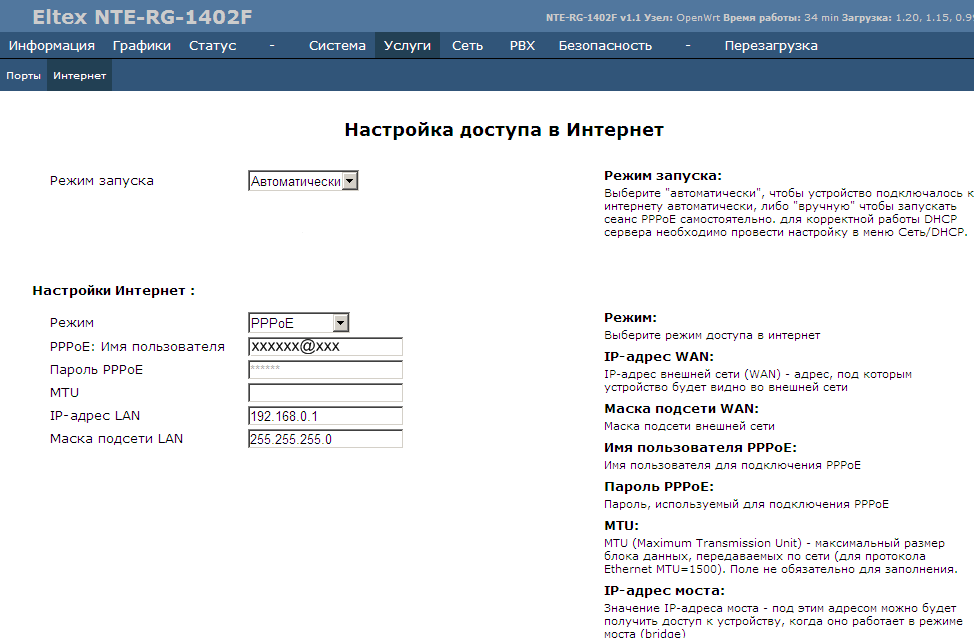 Eltex NTE-RG-1402F
NTE-RG-1402F v1.1 Узел: OpenWrt Время работы: 34 min Загрузка: 1.20, 1.15, 0.9
Информация Графики Статус - Система Услуги Сеть PBX Безопасность - Перезагрузка
Порты Интернет
Настройка доступа в Интернет
Режим запуска
Автоматически
Режим запуска:
Выберите "автоматически", чтобы устройство подключалось к
интернету автоматически, либо "вручную" чтобы запускать
сеанс PPPoE самостоятельно. для корректной работы DHCP
сервера необходимо провести настройку в меню Сеть/DHCP.
Настройки Интернет :
Режим
PPPoE
PPPoE: Имя пользователя
xxxxxx@xxx
Пароль PPPoE
******
MTU
IP-адрес LAN
192.168.0.1
Маска подсети LAN
255.255.255.0
Режим:
Выберите режим доступа в интернет
IP-адрес WAN:
IP-адрес внешней сети (WAN) - адрес, под которым
устройство будет видно во внешней сети
Маска подсети WAN:
Маска подсети внешней сети
Имя пользователя PPPoE:
Имя пользователя для подключения PPPoE
Пароль PPPoE:
Пароль, используемый для подключения PPPoE
MTU:
MTU (Maximum Transmission Unit) - максимальный размер
блока данных, передаваемых по сети (для протокола
Ethernet MTU=1500). Поле не обязательно для заполнения.
IP-адрес моста:
Значение IP-адреса моста - под этим адресом можно будет
получить доступ к устройству, когда оно работает в режиме
моста (bridge)